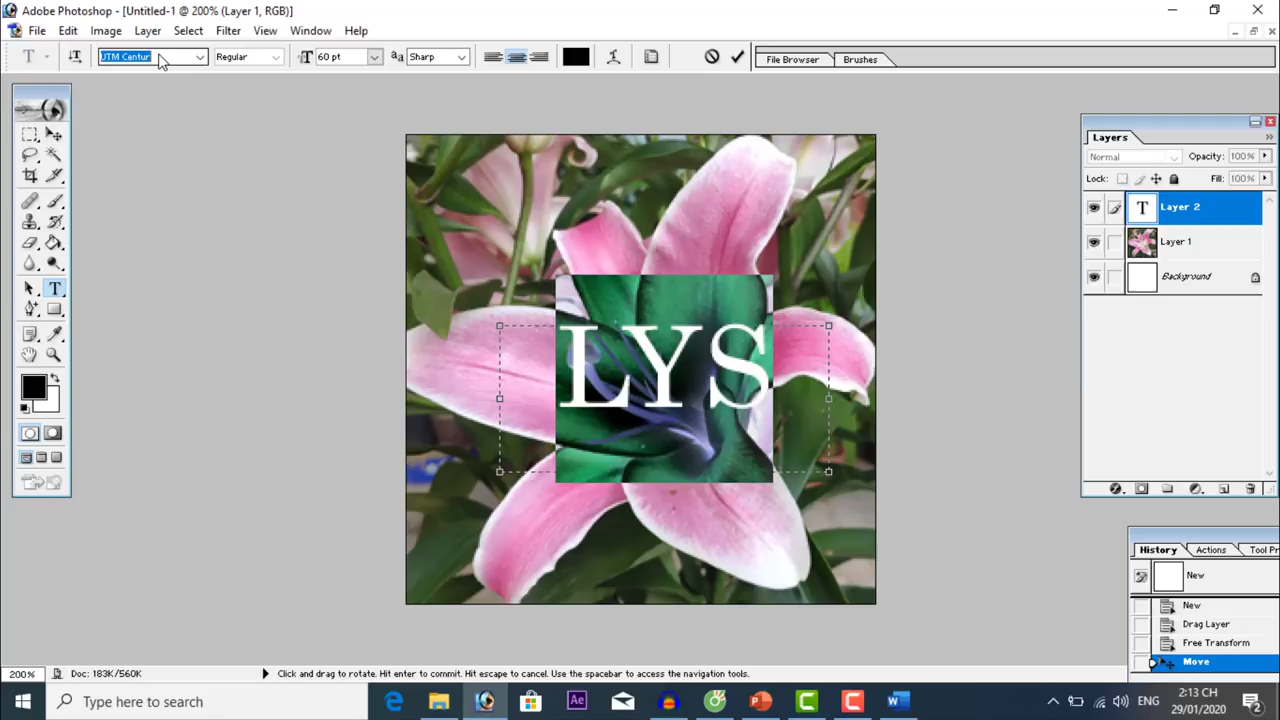 Adobe Photoshop - [Untitled-1 @ 200% (Layer 1, RGB)]
File Edit Image Layer Select Filter View Window Help
T UTM Centur Regular T 60 pt aa Sharp File Browser Brushes
Layers
Normal Opacity: 100%
Lock: Fill: 100%
T Layer 2
Layer 1
Background
LYS
History Actions Tool Pr
New
New
Drag Layer
Free Transform
Move
200% Doc: 183K/560K Click and drag to rotate. Hit enter to commit. Hit escape to cancel. Use the spacebar to access the navigation tools.
Type here to search
Ae
ENG
2:13 CH
29/01/2020
2